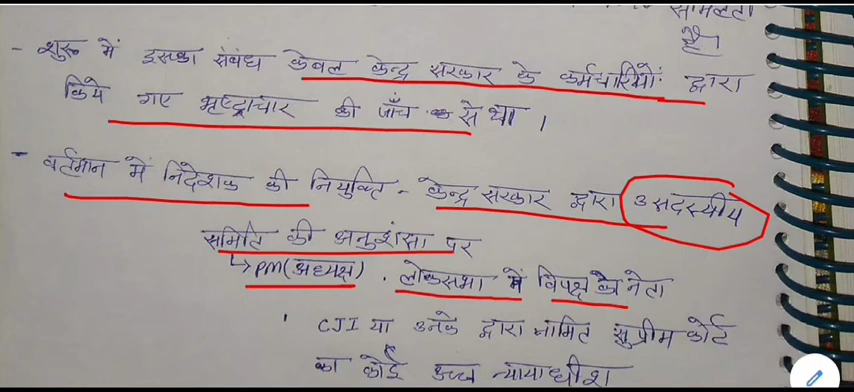 सम्मिलित
है।
- शुरू में इसका संबंध केवल केन्द्र सरकार के कर्मचारियों द्वारा
किये गए भ्रष्ट्राचार की जाँच से था ।
- वर्तमान में निदेशक की नियुक्ति - केन्द्र सरकार द्वारा 3 सदस्यीय
समिति की अनुशंसा पर
↳ PM (अध्यक्ष) . लोकसभा में विपक्ष के नेता
CJI या उनके द्वारा नामित सुप्रीम कोर्ट
का कोई उच्च न्यायाधीश